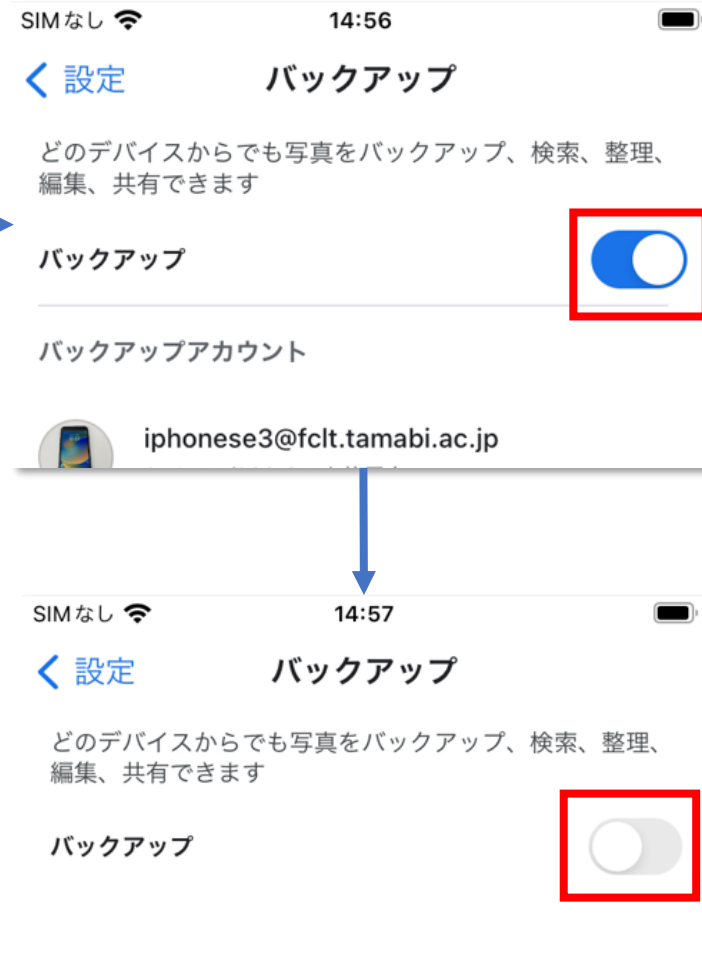 SIMなし 14:56
設定 バックアップ
どのデバイスからでも写真をバックアップ、検索、整理、
編集、共有できます
バックアップ
バックアップアカウント
iphonese3@fclt.tamabi.ac.jp
SIMなし 14:57
設定 バックアップ
どのデバイスからでも写真をバックアップ、検索、整理、
編集、共有できます
バックアップ